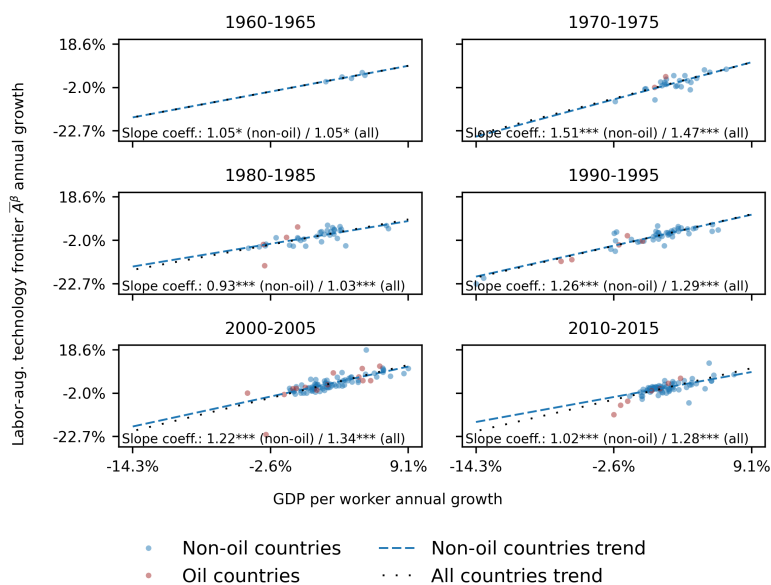 1960-1965
1970-1975
18.6%
-2.0%
-22.7%
Slope coeff.: 1.05* (non-oil) / 1.05* (all)
Slope coeff.: 1.51*** (non-oil) / 1.47*** (all)
1980-1985
1990-1995
18.6%
-2.0%
-22.7%
Slope coeff.: 0.93*** (non-oil) / 1.03*** (all)
Slope coeff.: 1.26*** (non-oil) / 1.29*** (all)
2000-2005
2010-2015
18.6%
-2.0%
-22.7%
Slope coeff.: 1.22*** (non-oil) / 1.34*** (all)
Slope coeff.: 1.02*** (non-oil) / 1.28*** (all)
-14.3%
-2.6%
9.1%
-14.3%
-2.6%
9.1%
Labor-aug. technology frontier A̅ᵝ annual growth
GDP per worker annual growth
Non-oil countries
Oil countries
Non-oil countries trend
All countries trend